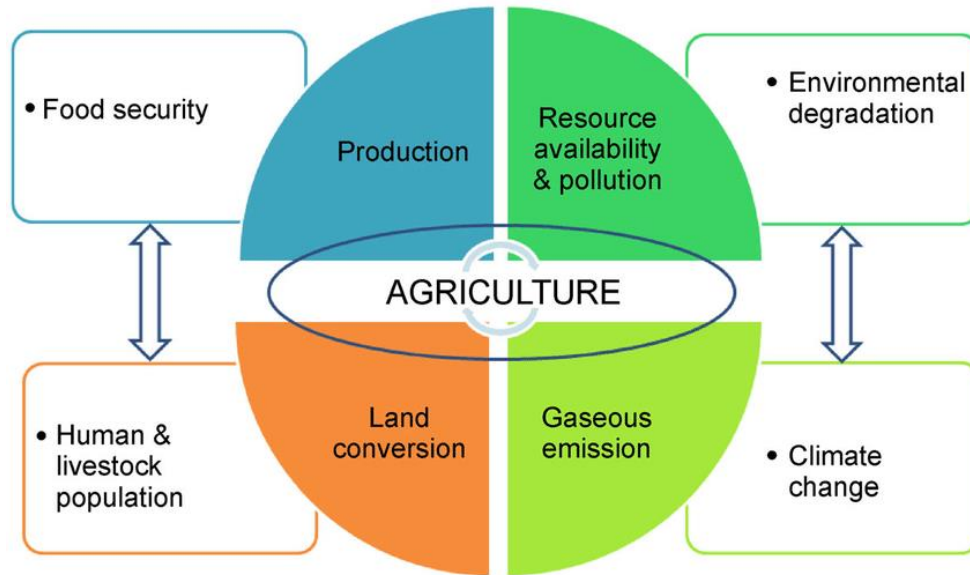 • Food security
Production
Resource
availability
& pollution
• Environmental
degradation
AGRICULTURE
• Human &
livestock
population
Land
conversion
Gaseous
emission
• Climate
change